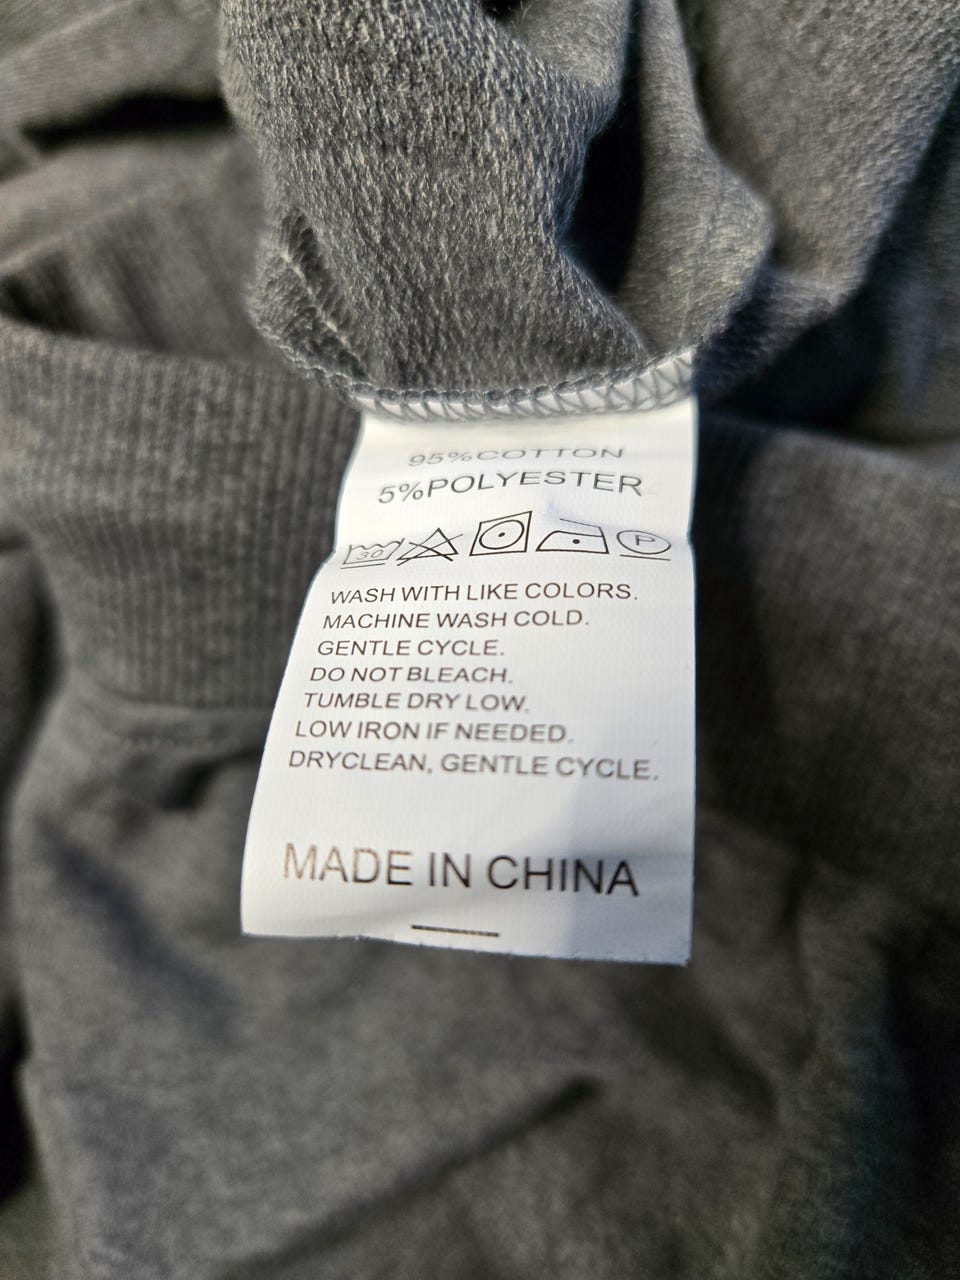 95%COTTON
5%POLYESTER
30 P
WASH WITH LIKE COLORS.
MACHINE WASH COLD.
GENTLE CYCLE.
DO NOT BLEACH.
TUMBLE DRY LOW.
LOW IRON IF NEEDED.
DRYCLEAN, GENTLE CYCLE.
MADE IN CHINA